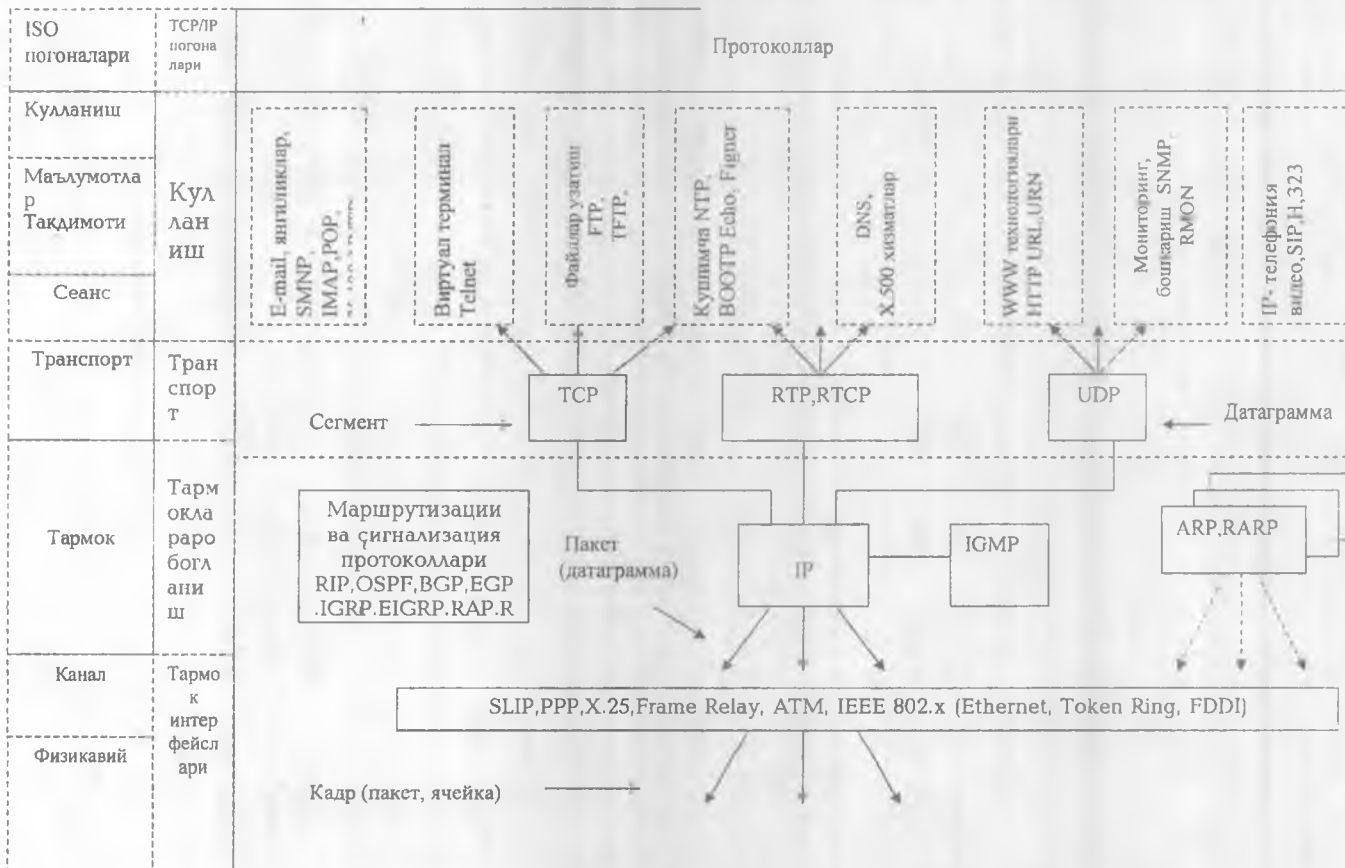 ISO
погоналари
TCP/IP
погона
лари
Протоколлар
Кулланиш
Маълумотла
р
Такдимоти
Сеанс
Кул
лан
иш
E-mail, янгиликлар,
SMNP,
IMAP,POP,
Виртуал терминал
Telnet
Файллар узатиш
FTP,
TFTP,
Кушимча NTP,
BOOTP Echo, Figner
DNS,
X.500 хизматлар
WWW технологиялари
HTTP URL,URN
Мониторинг,
бошкариш SNMP,
RMON
IP- телефония
видео,SIP,H,323
Транспорт
Тран
спор
т
Сегмент
TCP
RTP,RTCP
UDP
Датаграмма
Тармок
Тарм
окла
раро
богл
ани
ш
Маршрутизации
ва сигнализация
протоколлари
RIP,OSPF,BGP,EGP
.IGRP.EIGRP.RAP.R
Пакет
(датаграмма)
IP
IGMP
ARP,RARP
Канал
Физикавий
Тармо
к
интер
фейсл
ари
SLIP,PPP,X.25,Frame Relay, ATM, IEEE 802.x (Ethernet, Token Ring, FDDI)
Кадр (пакет, ячейка)